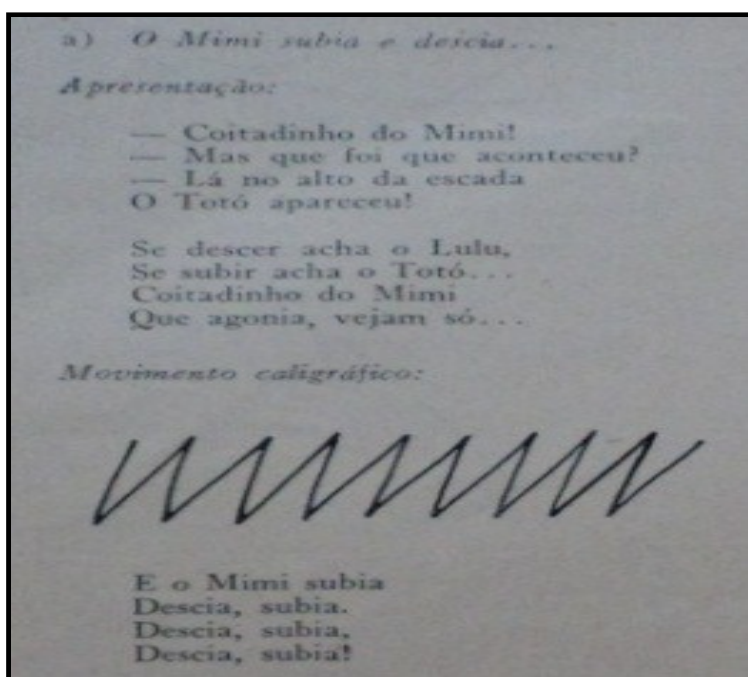 a) O Mimi subia e descia...
Apresentação:
— Coitadinho do Mimi!
— Mas que foi que aconteceu?
— Lá no alto da escada
O Totó apareceu!
Se descer acha o Lulu,
Se subir acha o Totó...
Coitadinho do Mimi
Que agonia, vejam só...
Movimento caligráfico:
E o Mimi subia
Descia, subia.
Descia, subia,
Descia, subia!